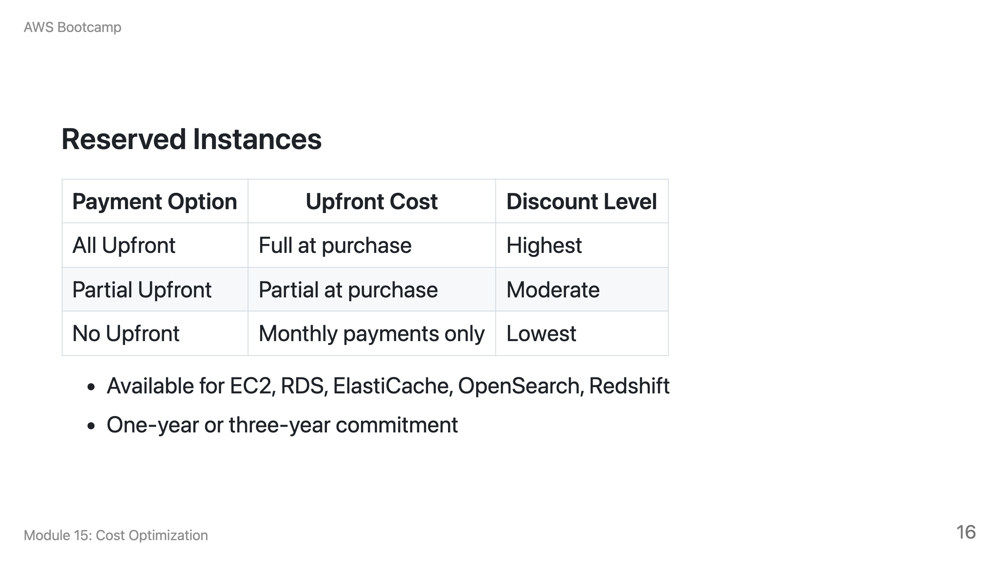 AWS Bootcamp
Reserved Instances
Payment Option Upfront Cost Discount Level
All Upfront Full at purchase Highest
Partial Upfront Partial at purchase Moderate
No Upfront Monthly payments only Lowest
• Available for EC2, RDS, ElastiCache, OpenSearch, Redshift
• One-year or three-year commitment
Module 15: Cost Optimization
16